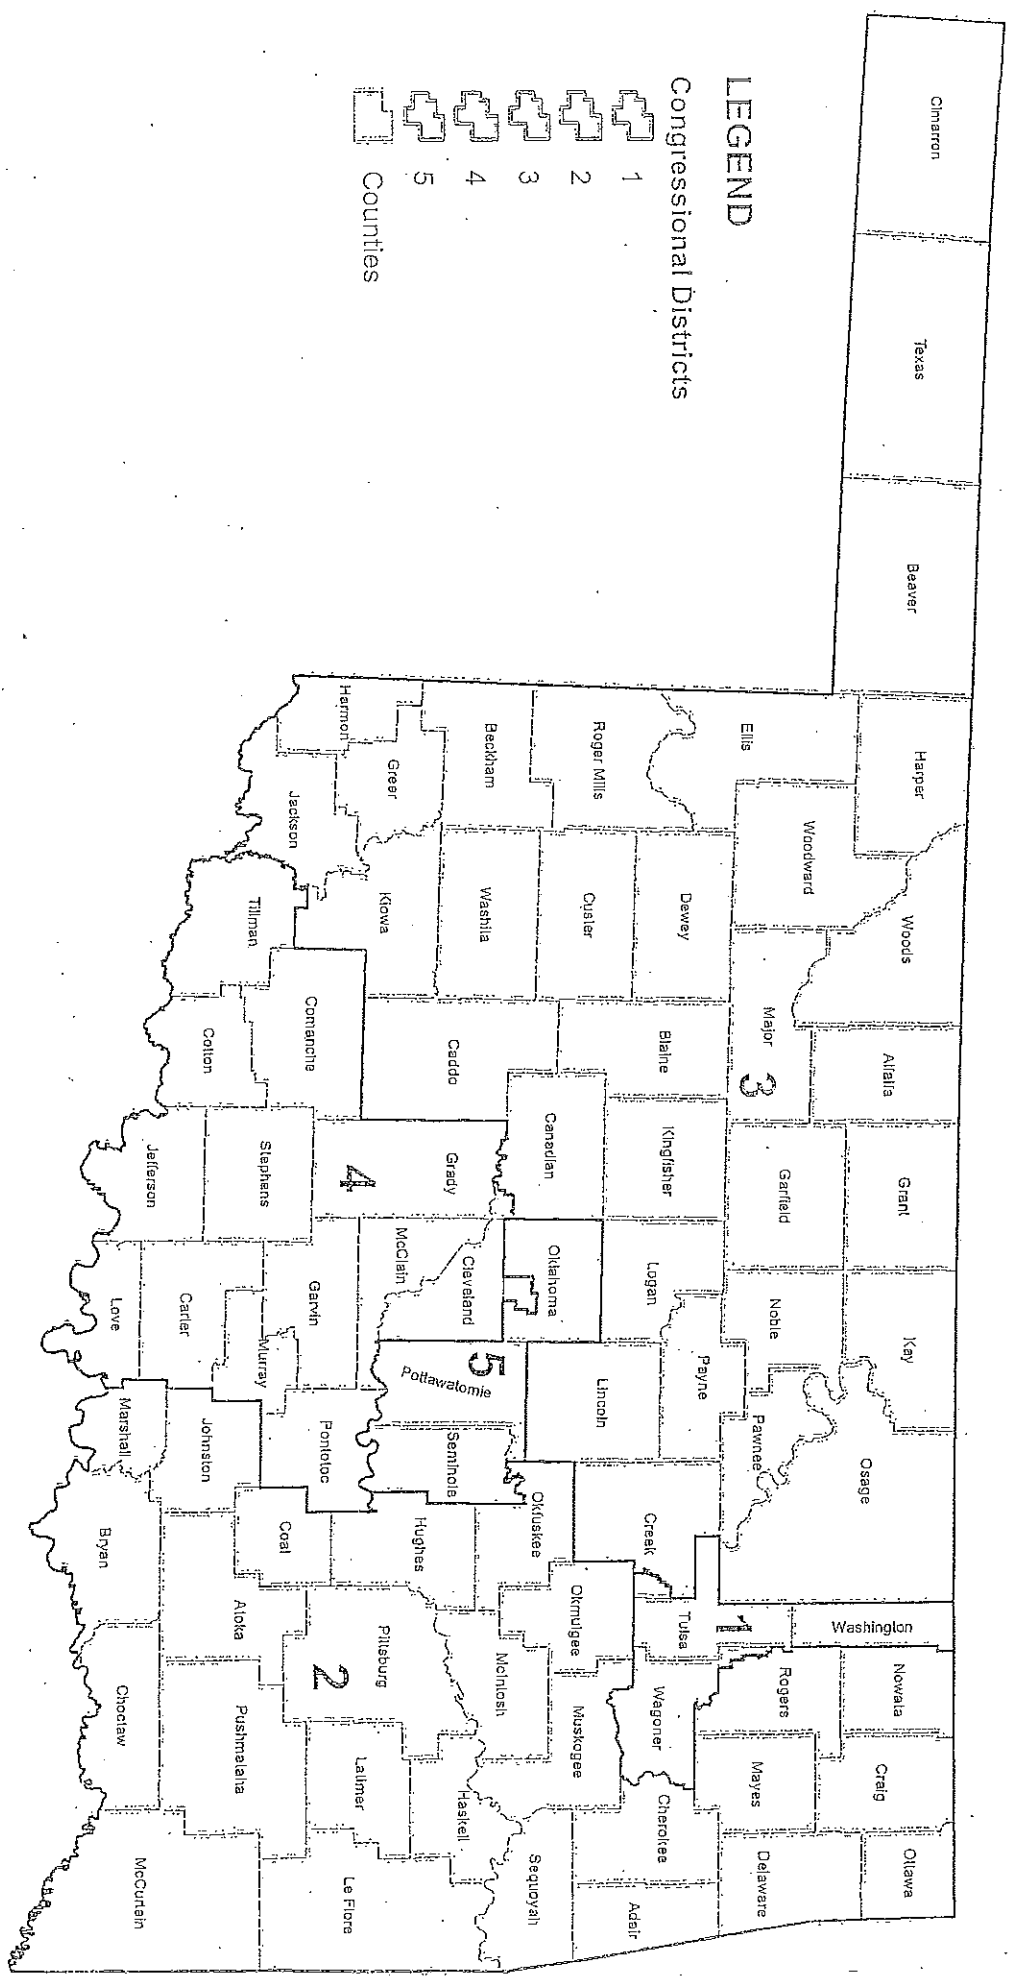 LEGEND
Congressional Districts
1
2
3
4
5
Counties
Cimarron
Texas
Beaver
Harper
Woods
Alfalfa
Grant
Kay
Osage
Washington
Nowata
Craig
Ottawa
Ellis
Woodward
Major
3
Garfield
Noble
Pawnee
1
Rogers
Mayes
Delaware
Roger Mills
Dewey
Blaine
Kingfisher
Logan
Payne
Creek
Tulsa
Wagoner
Cherokee
Adair
Beckham
Custer
Canadian
Oklahoma
Lincoln
Okfuskee
Okmulgee
Muskogee
Sequoyah
Washita
Caddo
Grady
Cleveland
5
Pottawatomie
Seminole
McIntosh
Haskell
Harmon
Greer
Kiowa
4
McClain
Hughes
Pittsburg
2
Latimer
Le Flore
Jackson
Tillman
Comanche
Stephens
Garvin
Murray
Pontotoc
Coal
Cotton
Jefferson
Carter
Johnston
Atoka
Pushmataha
McCurtain
Love
Marshall
Bryan
Choctaw